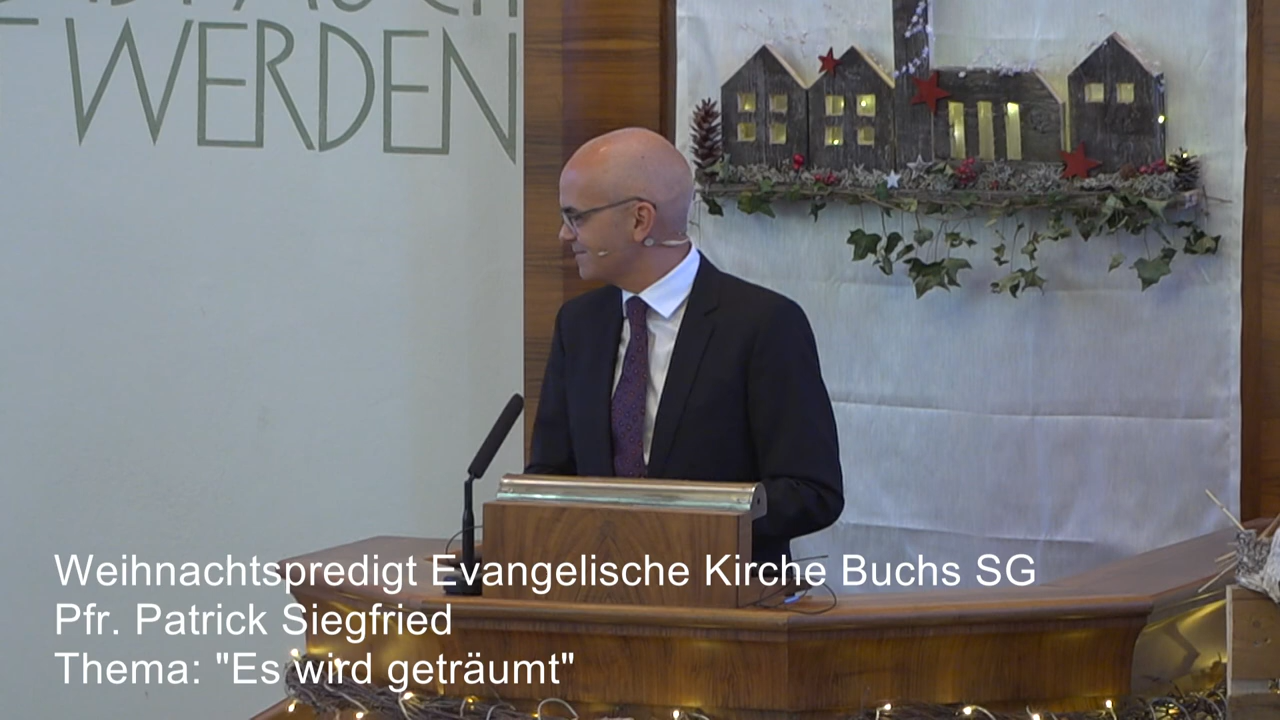 WERDEN
Weihnachtspredigt Evangelische Kirche Buchs SG
Pfr. Patrick Siegfried
Thema: "Es wird geträumt"